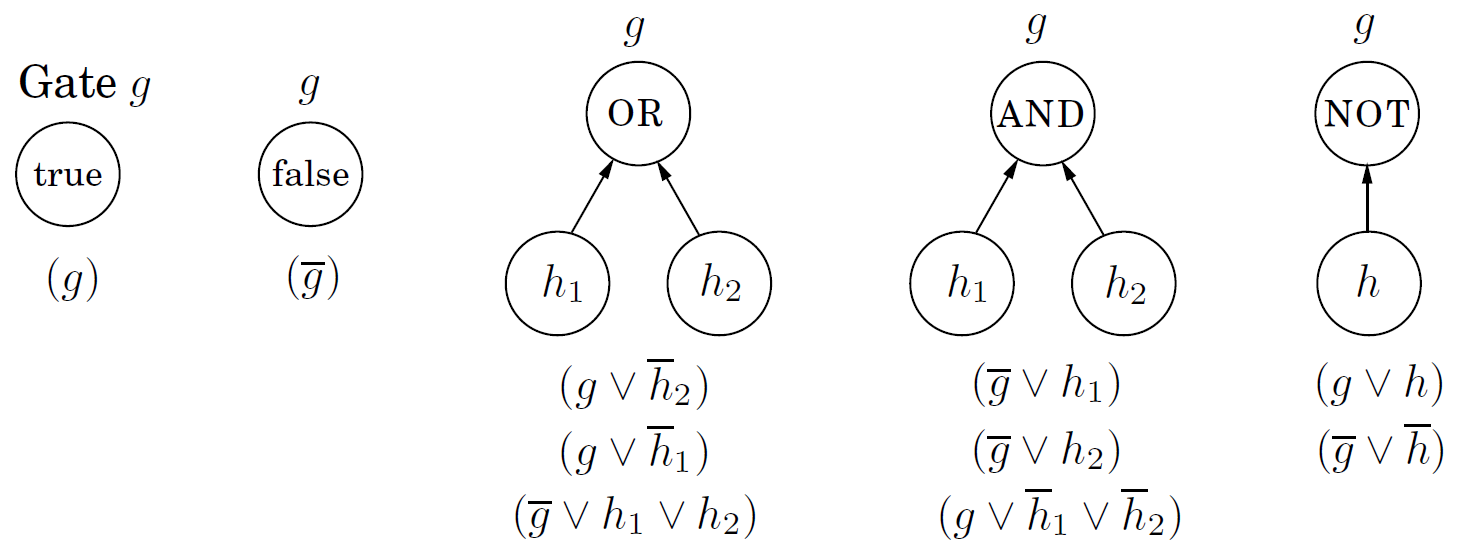 Gate g
true
(g)
g
false
(g̅)
g
OR
h₁
h₂
(g ∨ h̅₂)
(g ∨ h̅₁)
(g̅ ∨ h₁ ∨ h₂)
g
AND
h₁
h₂
(g̅ ∨ h₁)
(g̅ ∨ h₂)
(g ∨ h̅₁ ∨ h̅₂)
g
NOT
h
(g ∨ h)
(g̅ ∨ h̅)